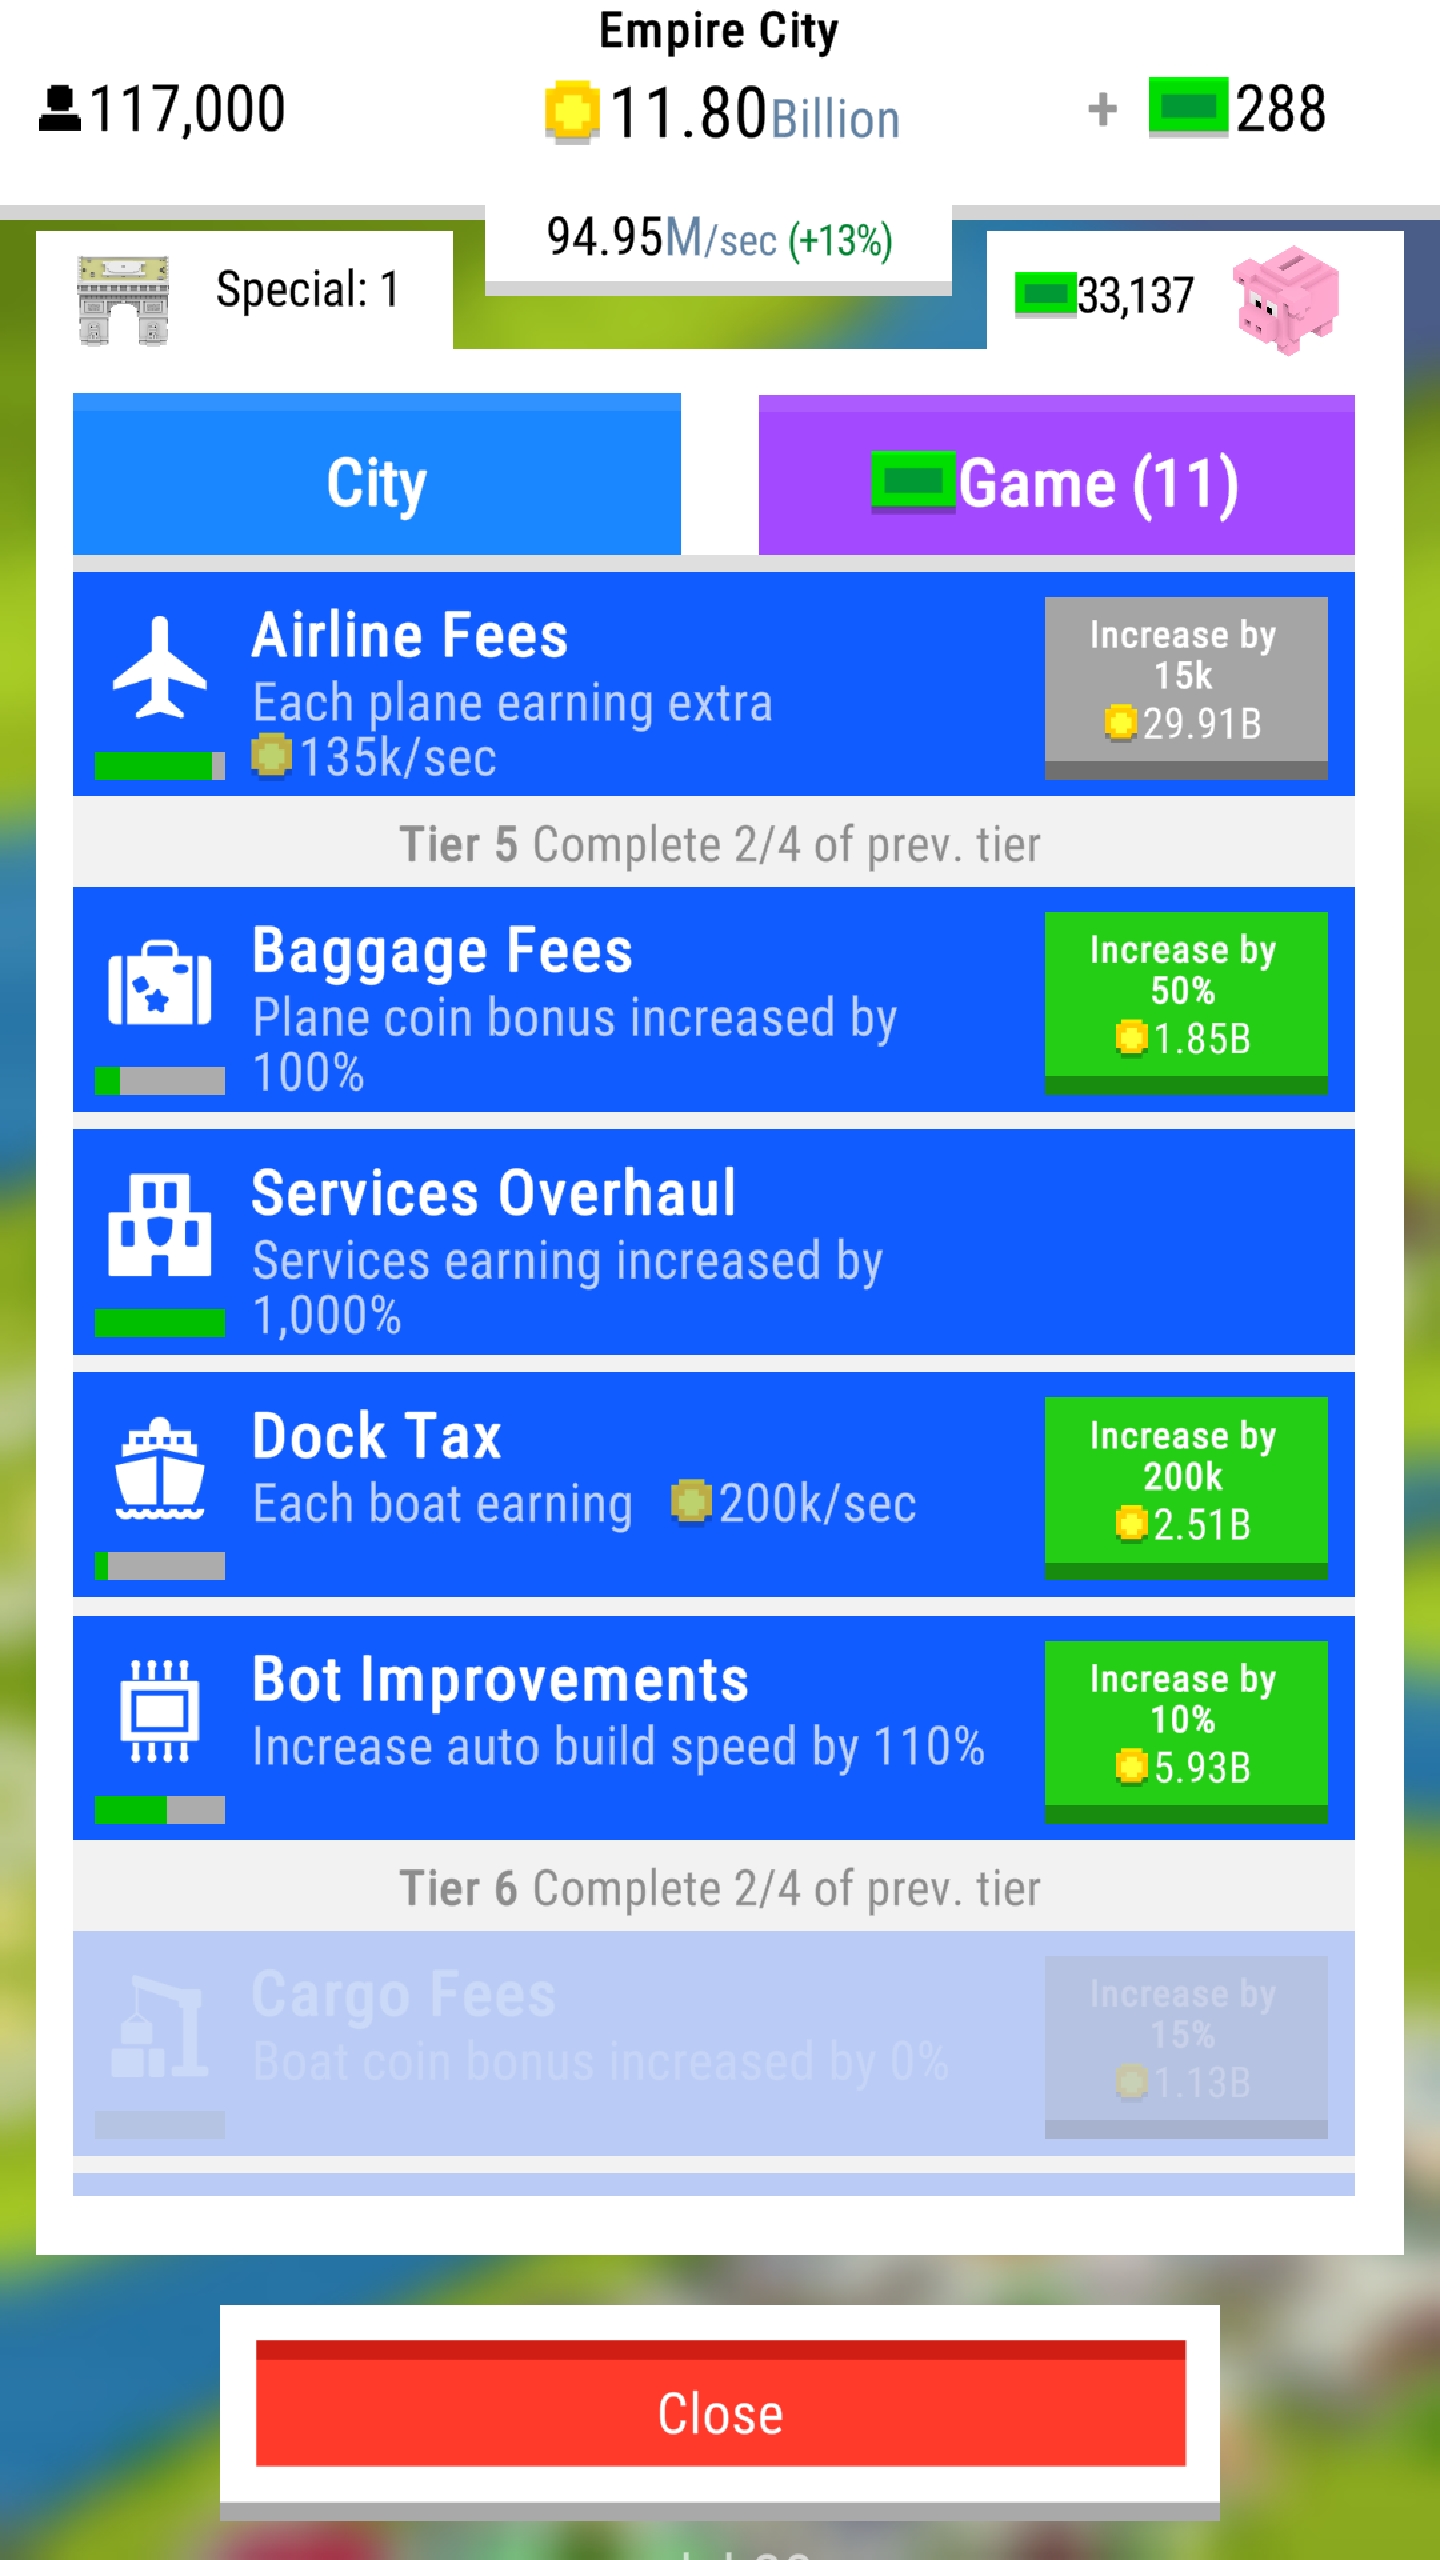 Empire City
117,000
11.80Billion
+ 288
94.95M/sec (+13%)
Special: 1
33,137
City
Game (11)
Airline Fees
Each plane earning extra
135k/sec
Increase by
15k
29.91B
Tier 5 Complete 2/4 of prev. tier
Baggage Fees
Plane coin bonus increased by
100%
Increase by
50%
1.85B
Services Overhaul
Services earning increased by
1,000%
Dock Tax
Each boat earning 200k/sec
Increase by
200k
2.51B
Bot Improvements
Increase auto build speed by 110%
Increase by
10%
5.93B
Tier 6 Complete 2/4 of prev. tier
Cargo Fees
Boat coin bonus increased by 0%
Increase by
15%
1.13B
Close